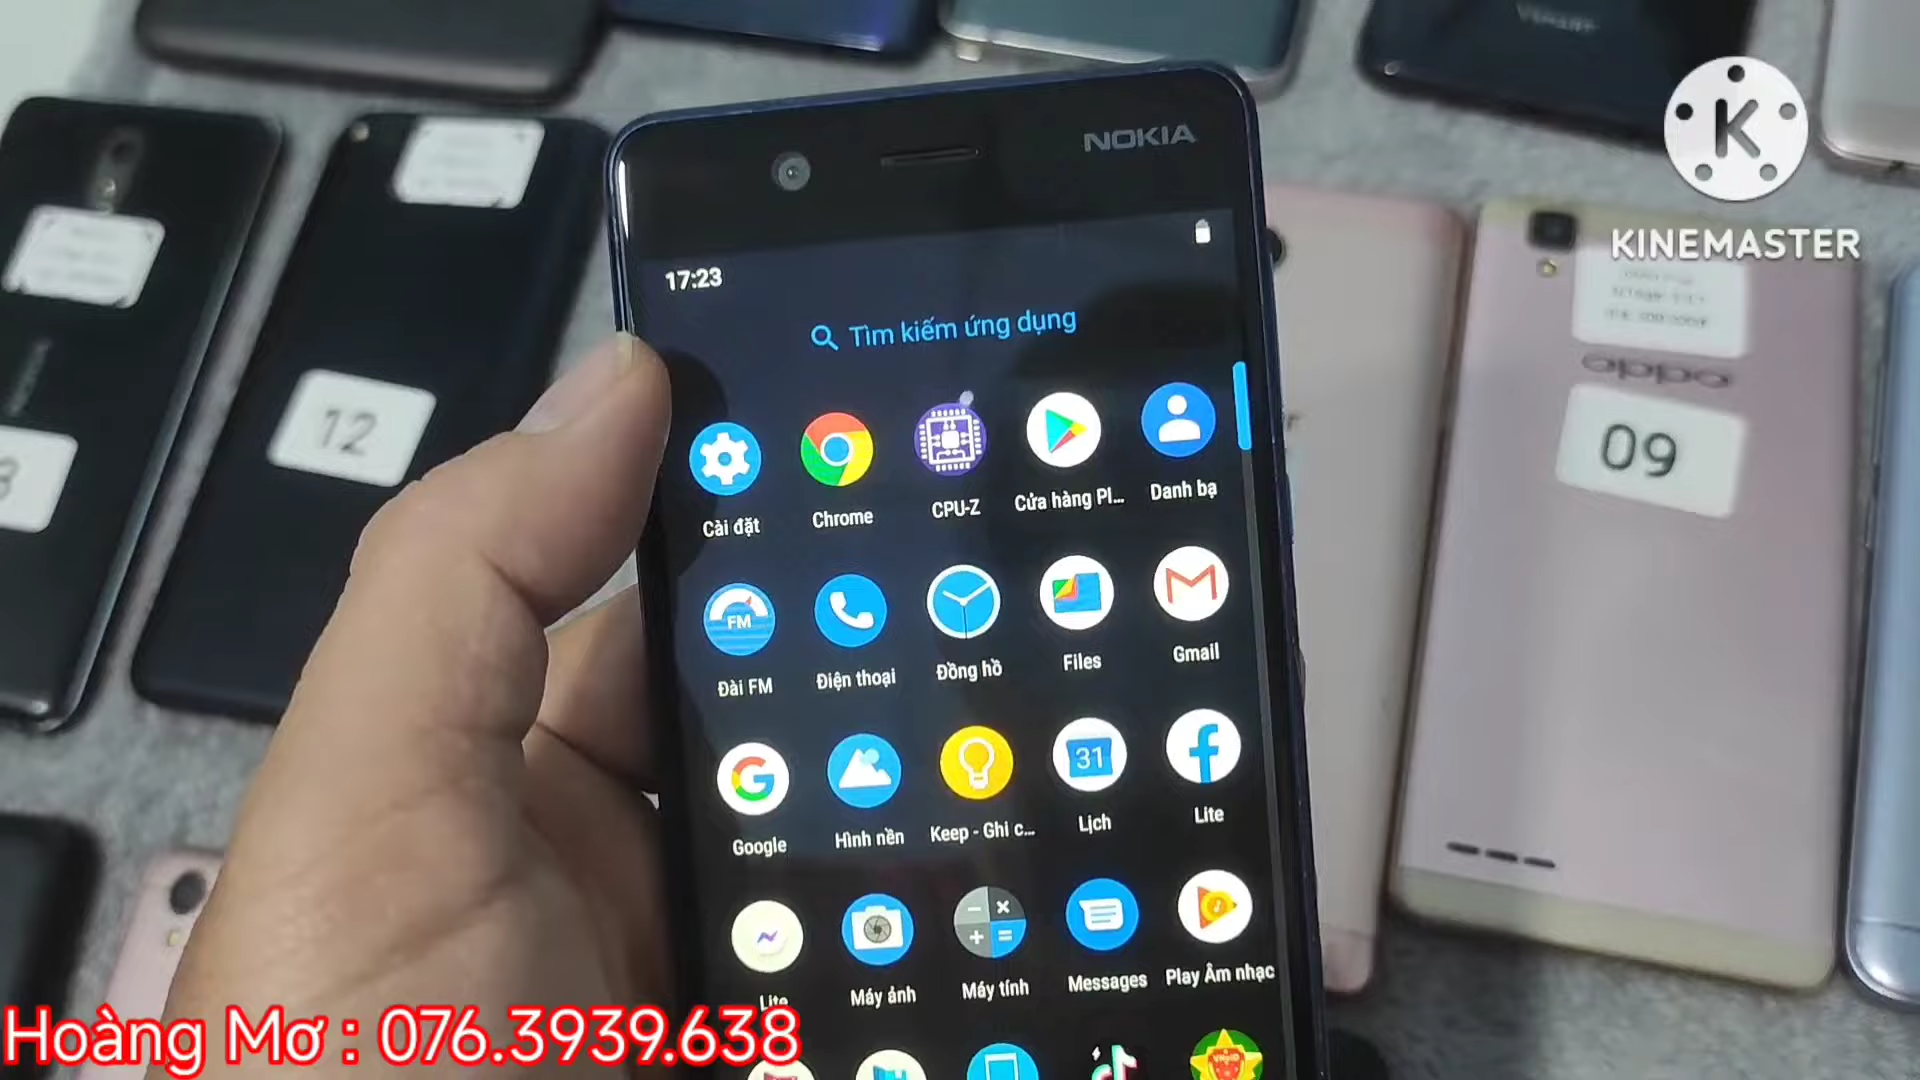 NOKIA
K
KINEMASTER
17:23
Tìm kiếm ứng dụng
Cài đặt
Chrome
CPU-Z
Cửa hàng Pl...
Danh bạ
FM
Đài FM
Điện thoại
Đồng hồ
Files
Gmail
31
Google
Hình nền
Keep - Ghi c...
Lịch
Lite
Lite
Máy ảnh
Máy tính
Messages
Play Âm nhạc
12
oppo
09
Hoàng Mơ : 076.3939.638